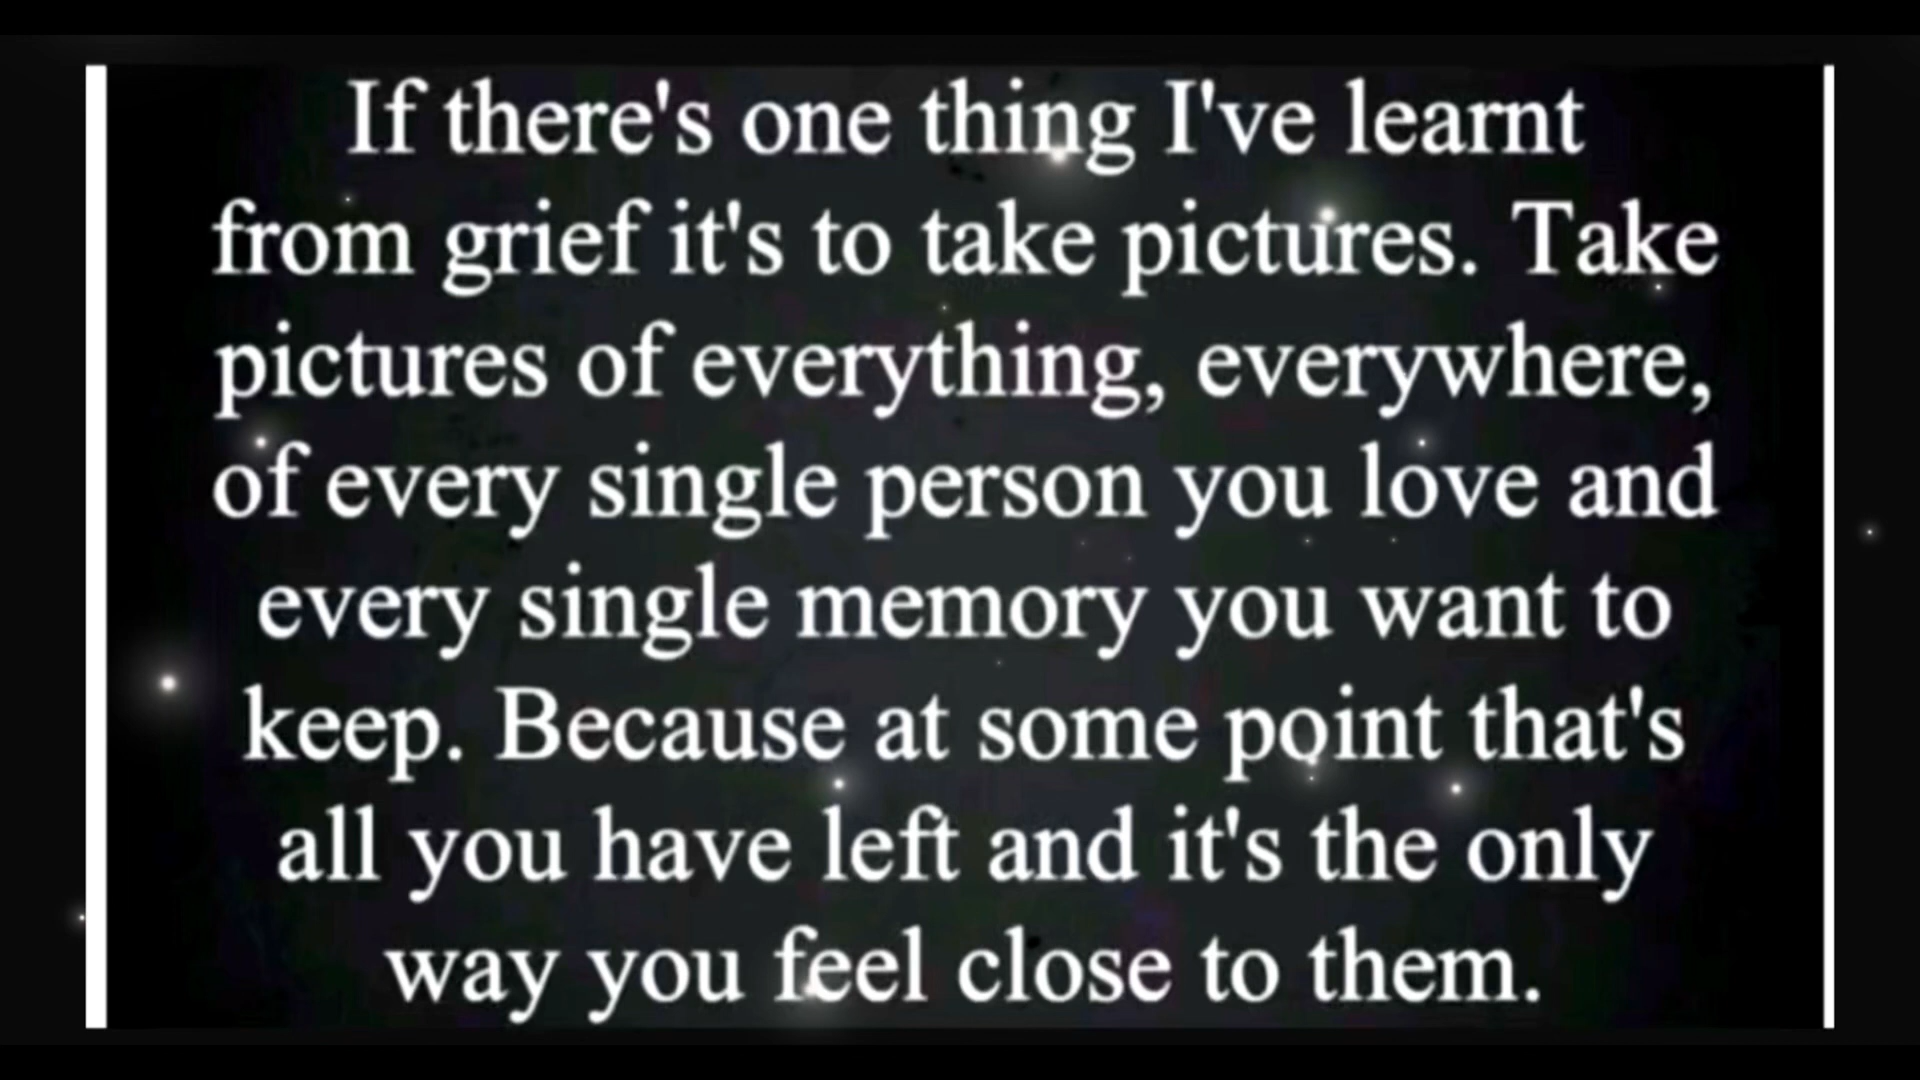 If there's one thing I've learnt
from grief it's to take pictures. Take
pictures of everything, everywhere,
of every single person you love and
every single memory you want to
keep. Because at some point that's
all you have left and it's the only
way you feel close to them.